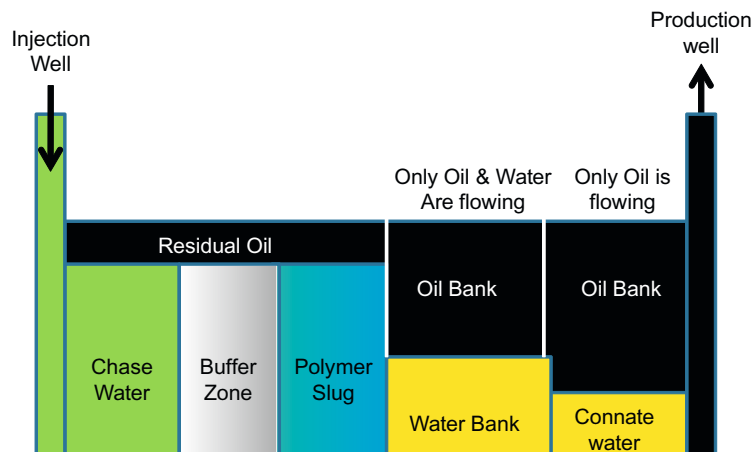 Injection
Well
Production
well
Only Oil & Water
Are flowing
Only Oil is
flowing
Residual Oil
Oil Bank
Oil Bank
Chase
Water
Buffer
Zone
Polymer
Slug
Water Bank
Connate
water